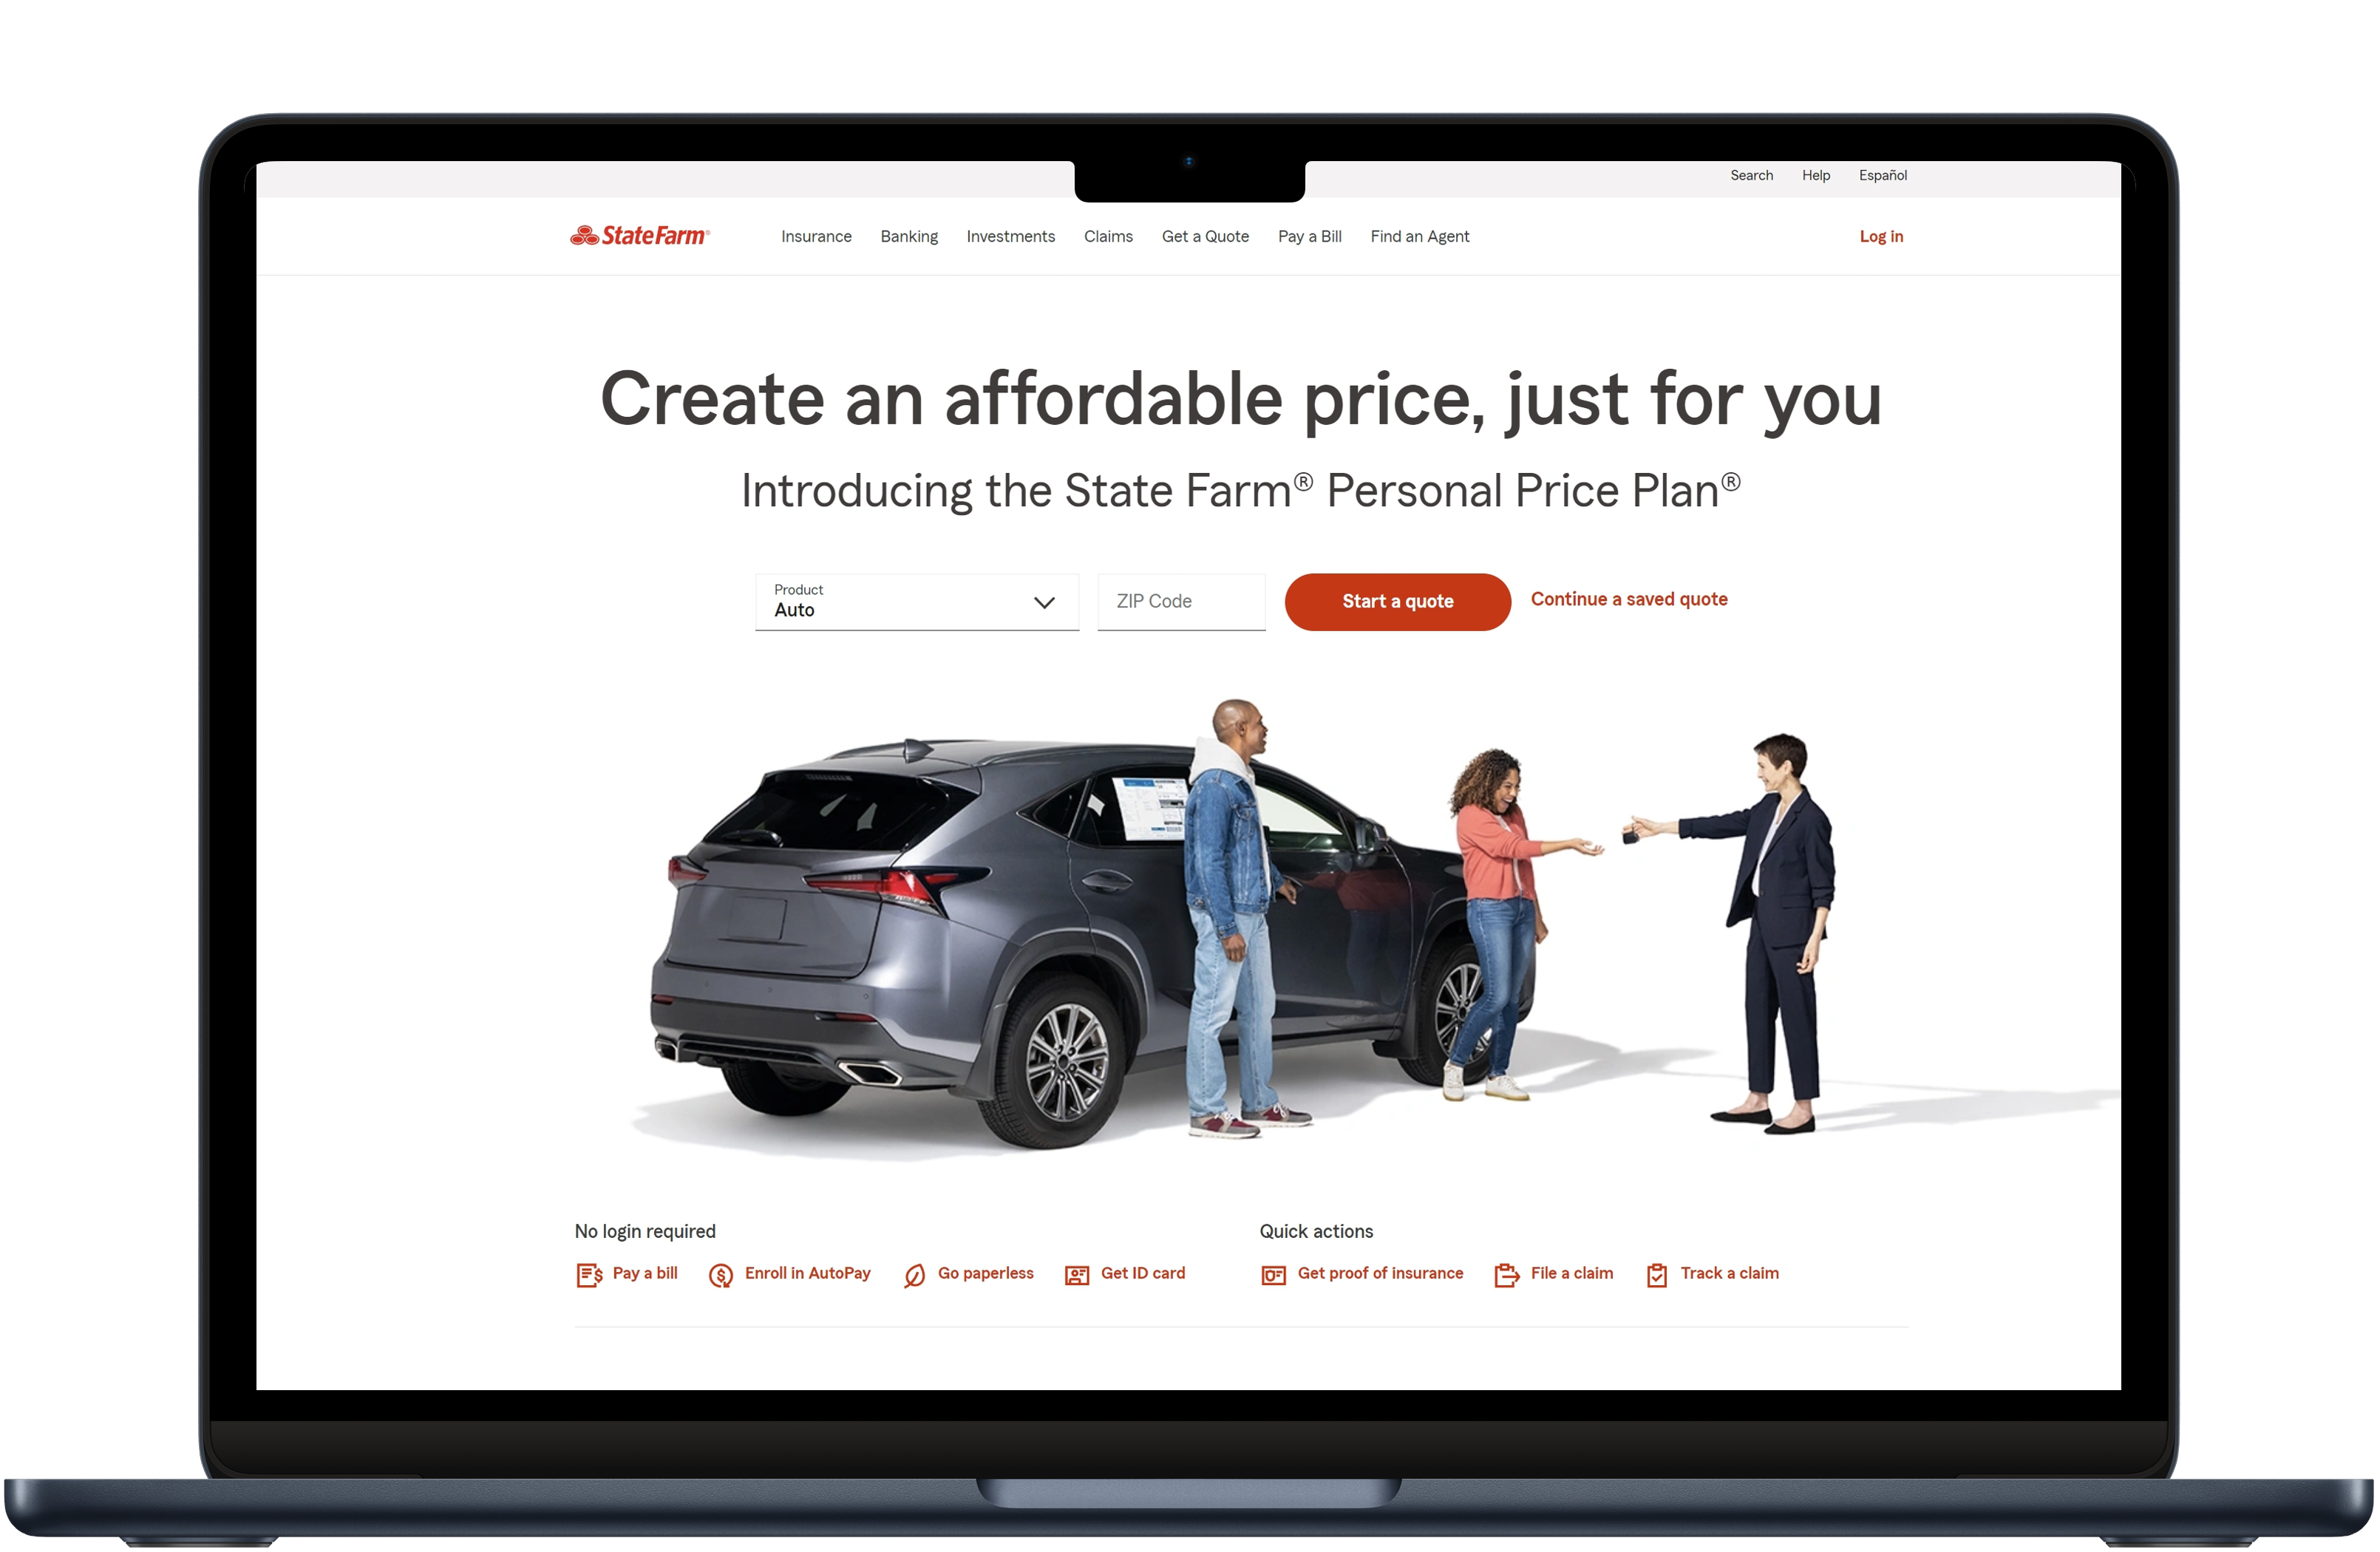 Search Help Español
StateFarm®
Insurance Banking Investments Claims Get a Quote Pay a Bill Find an Agent
Log in
Create an affordable price, just for you
Introducing the State Farm® Personal Price Plan®
Product
Auto
ZIP Code
Start a quote
Continue a saved quote
No login required
Pay a bill Enroll in AutoPay Go paperless Get ID card
Quick actions
Get proof of insurance File a claim Track a claim